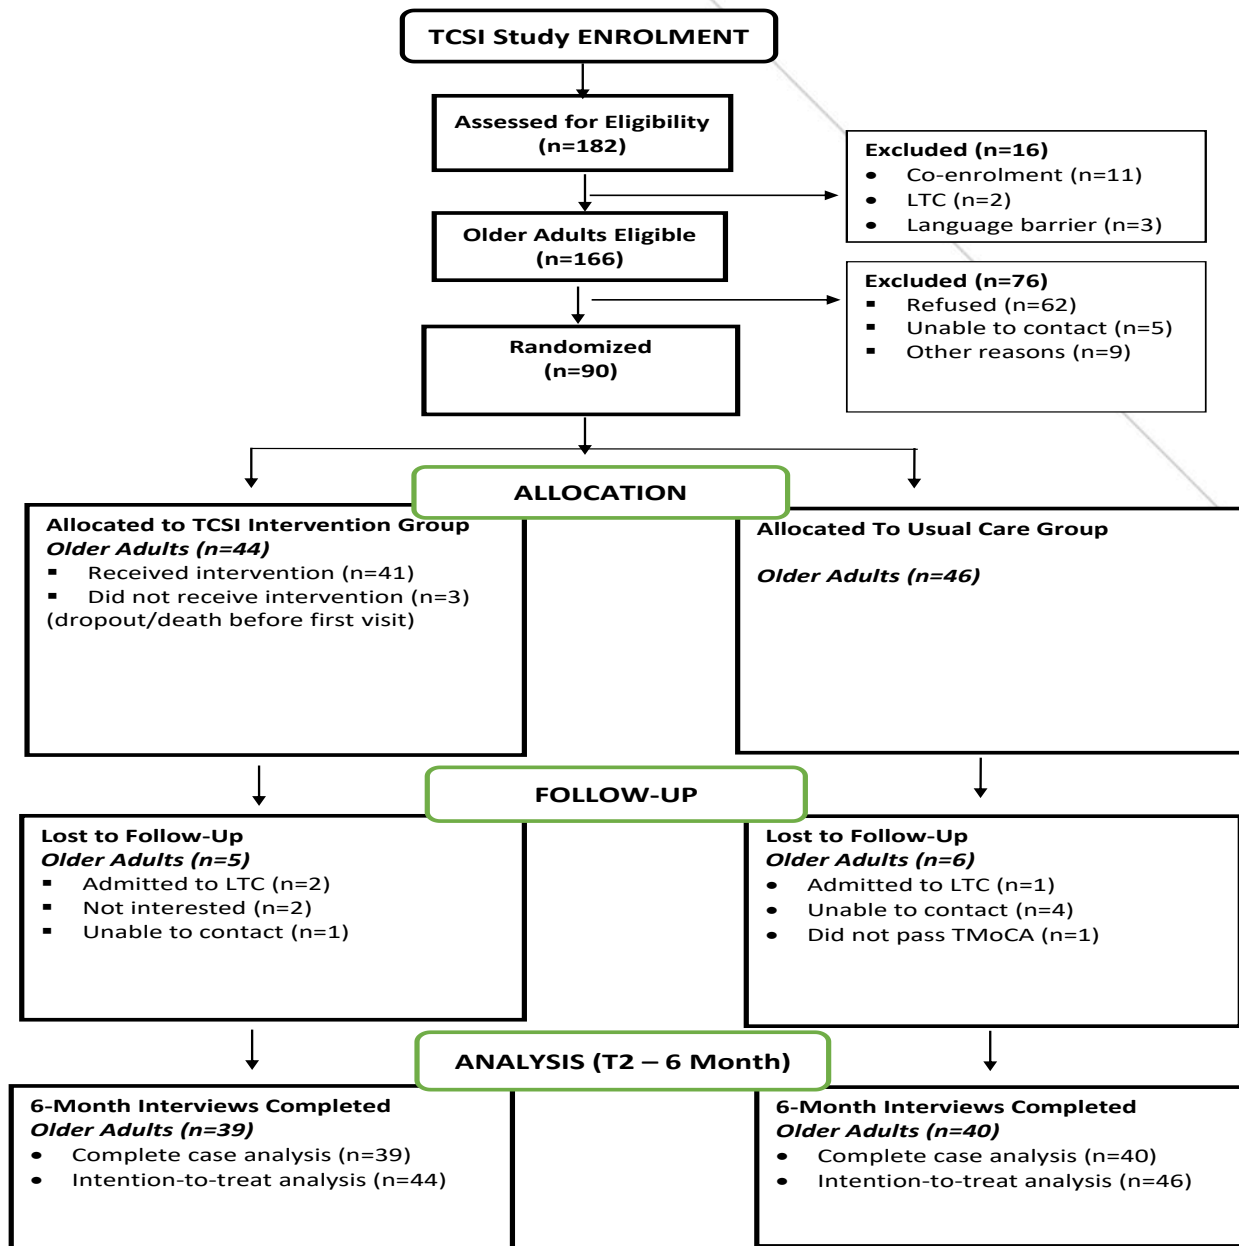 TCSI Study ENROLMENT
Assessed for Eligibility
(n=182)
Excluded (n=16)
● Co-enrolment (n=11)
● LTC (n=2)
● Language barrier (n=3)
Older Adults Eligible
(n=166)
Excluded (n=76)
▪ Refused (n=62)
▪ Unable to contact (n=5)
▪ Other reasons (n=9)
Randomized
(n=90)
ALLOCATION
Allocated to TCSI Intervention Group
Older Adults (n=44)
▪ Received intervention (n=41)
▪ Did not receive intervention (n=3)
(dropout/death before first visit)
Allocated To Usual Care Group
Older Adults (n=46)
FOLLOW-UP
Lost to Follow-Up
Older Adults (n=5)
▪ Admitted to LTC (n=2)
▪ Not interested (n=2)
▪ Unable to contact (n=1)
Lost to Follow-Up
Older Adults (n=6)
● Admitted to LTC (n=1)
● Unable to contact (n=4)
● Did not pass TMoCA (n=1)
ANALYSIS (T2 – 6 Month)
6-Month Interviews Completed
Older Adults (n=39)
● Complete case analysis (n=39)
● Intention-to-treat analysis (n=44)
6-Month Interviews Completed
Older Adults (n=40)
● Complete case analysis (n=40)
● Intention-to-treat analysis (n=46)